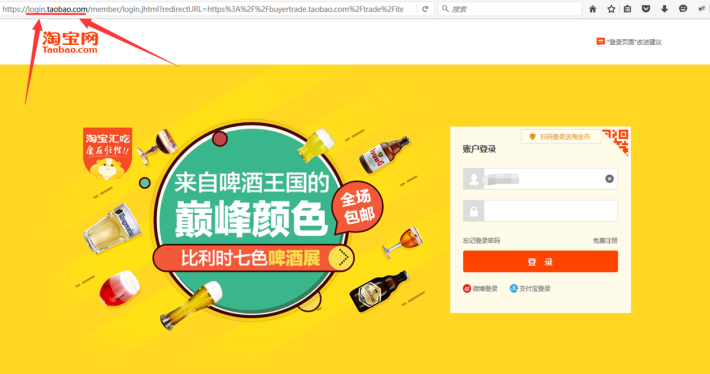 https://login.taobao.com/member/login.jhtml?redirectURL=https%3A%2F%2Fbuyertrade.taobao.com%2Ftrade%2Fite
搜索
淘宝网
Taobao.com
"登录页面"改进建议
淘宝汇吃
来自啤酒王国的
巅峰颜色
全场
包邮
比利时七色啤酒展
扫码登录送淘金币
账户登录
忘记登录密码
免费注册
登 录
微博登录
支付宝登录